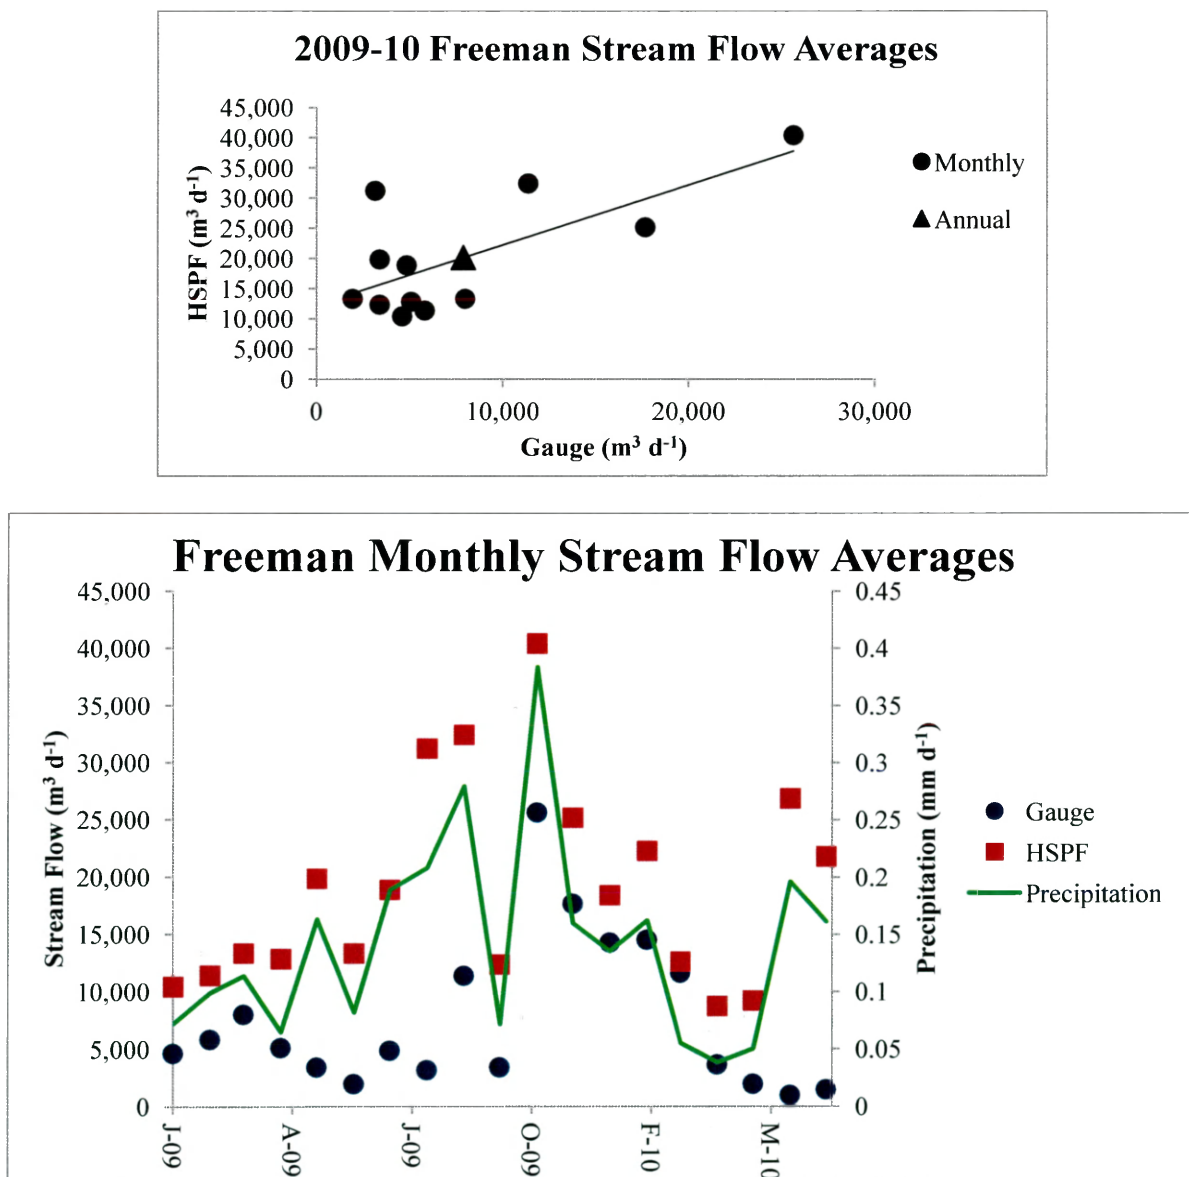 2009-10 Freeman Stream Flow Averages
45,000
40,000
35,000
30,000
25,000
20,000
15,000
10,000
5,000
0
HSPF (m³ d⁻¹)
0 10,000 20,000 30,000
Gauge (m³ d⁻¹)
Monthly
Annual
Freeman Monthly Stream Flow Averages
45,000
40,000
35,000
30,000
25,000
20,000
15,000
10,000
5,000
0
Stream Flow (m³ d⁻¹)
0.45
0.4
0.35
0.3
0.25
0.2
0.15
0.1
0.05
0
Precipitation (mm d⁻¹)
Gauge
HSPF
Precipitation
J-09 A-09 J-09 O-09 F-10 M-10